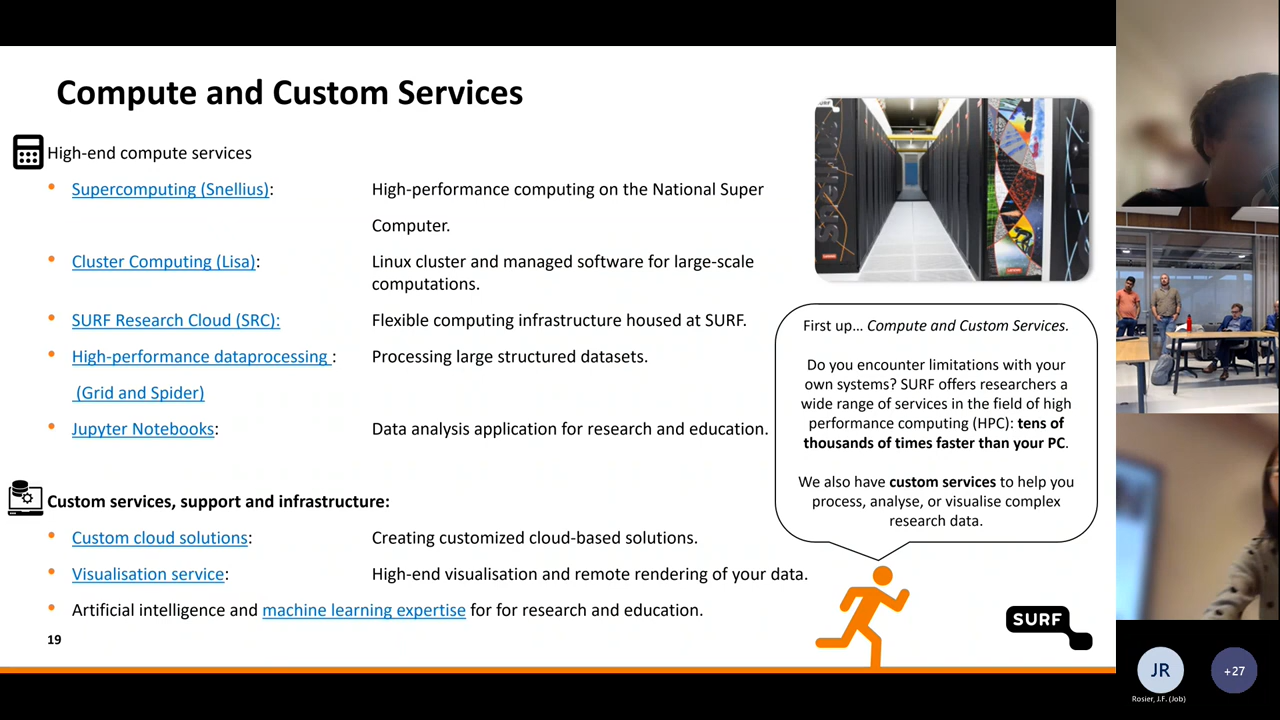 Compute and Custom Services
High-end compute services
• Supercomputing (Snellius): High-performance computing on the National Super
Computer.
• Cluster Computing (Lisa): Linux cluster and managed software for large-scale
computations.
• SURF Research Cloud (SRC): Flexible computing infrastructure housed at SURF.
• High-performance dataprocessing : Processing large structured datasets.
(Grid and Spider)
• Jupyter Notebooks: Data analysis application for research and education.
Custom services, support and infrastructure:
• Custom cloud solutions: Creating customized cloud-based solutions.
• Visualisation service: High-end visualisation and remote rendering of your data.
• Artificial intelligence and machine learning expertise for for research and education.
19
First up... Compute and Custom Services.
Do you encounter limitations with your
own systems? SURF offers researchers a
wide range of services in the field of high
performance computing (HPC): tens of
thousands of times faster than your PC.
We also have custom services to help you
process, analyse, or visualise complex
research data.
SURF
JR
+27
Rosier, J.F. (Job)